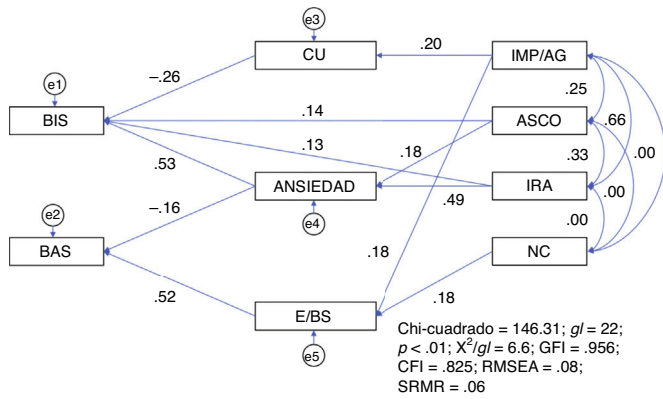 e3
CU
.20
IMP/AG
–.26
.25
e1
BIS
.14
ASCO
.66
.13
.33
.00
.18
.53
ANSIEDAD
IRA
.00
.49
–.16
e4
.00
e2
BAS
NC
.18
.52
.18
E/BS
e5
Chi-cuadrado = 146.31; gl = 22;
p < .01; X²/gl = 6.6; GFI = .956;
CFI = .825; RMSEA = .08;
SRMR = .06